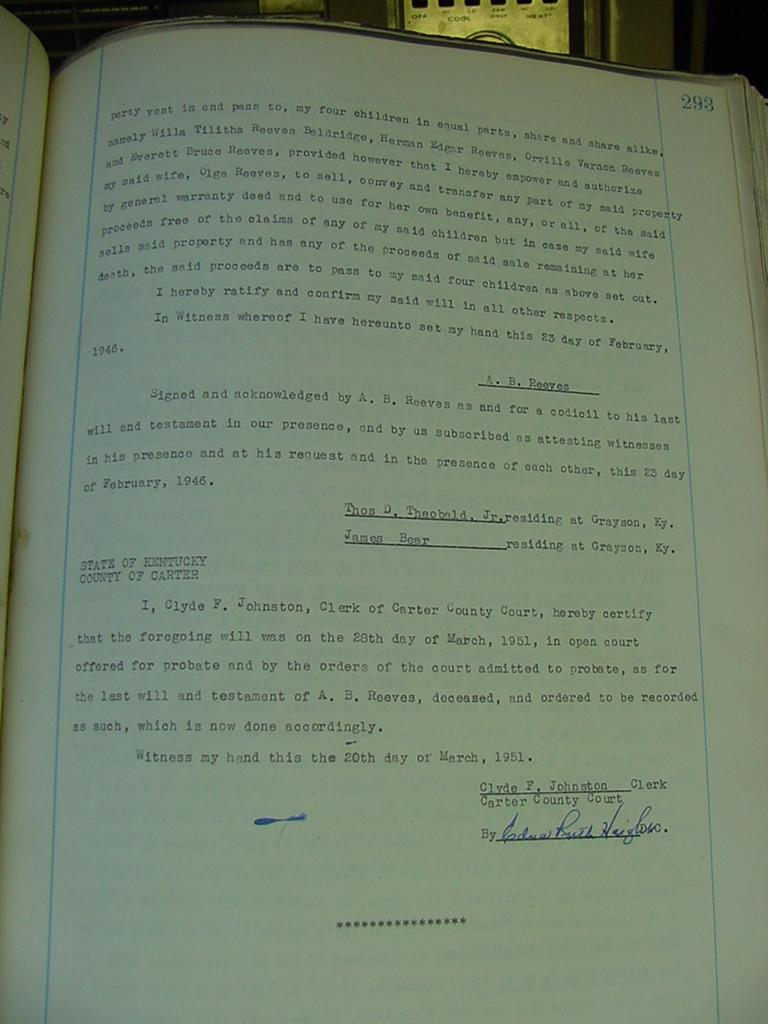 OFF COOL HEAT
293
perty vest in and pass to, my four children in equal parts, share and share alike,
namely Willa Tilitha Reeves Baldridge, Herman Edgar Reeves, Orville Vernon Reeves
and Everett Bruce Reeves, provided however that I hereby empower and authorize
my said wife, Olga Reeves, to sell, convey and transfer any part of my said property
by general warranty deed and to use for her own benefit, any, or all, of the said
proceeds free of the claims of any of my said children but in case my said wife
sells said property and has any of the proceeds of said sale remaining at her
death, the said proceeds are to pass to my said four children as above set out.
I hereby ratify and confirm my said will in all other respects.
In Witness whereof I have hereunto set my hand this 23 day of February,
1946.
A. B. Reeves
Signed and acknowledged by A. B. Reeves as and for a codicil to his last
will and testament in our presence, and by us subscribed as attesting witnesses
in his presence and at his request and in the presence of each other, this 23 day
of February, 1946.
Thos D. Theobald, Jr.residing at Grayson, Ky.
James Bear residing at Grayson, Ky.
STATE OF KENTUCKY
COUNTY OF CARTER
I, Clyde F. Johnston, Clerk of Carter County Court, hereby certify
that the foregoing will was on the 28th day of March, 1951, in open court
offered for probate and by the orders of the court admitted to probate, as for
the last will and testament of A. B. Reeves, deceased, and ordered to be recorded
as such, which is now done accordingly.
Witness my hand this the 20th day of March, 1951.
Clyde F. Johnston Clerk
Carter County Court
By Edna Ruth D.C.
****************